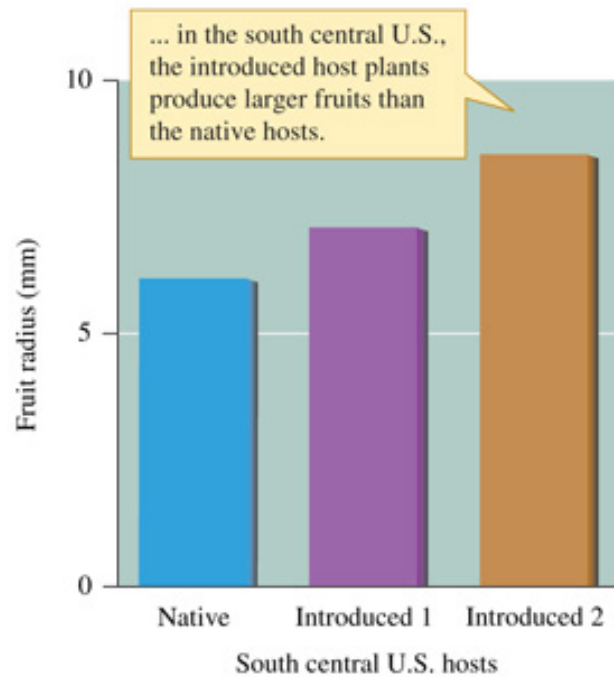 ... in the south central U.S.,
the introduced host plants
produce larger fruits than
the native hosts.
10
5
0
Fruit radius (mm)
Native
Introduced 1
Introduced 2
South central U.S. hosts